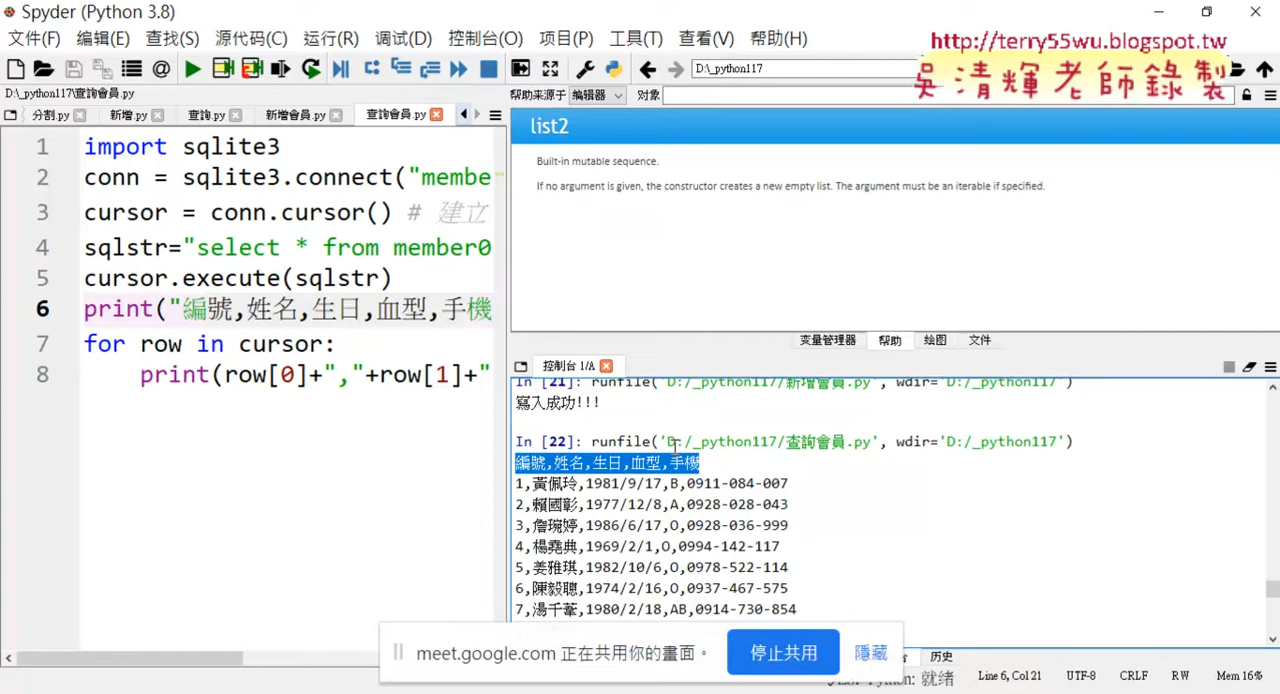 Spyder (Python 3.8)
文件(F) 编辑(E) 查找(S) 源代码(C) 运行(R) 调试(D) 控制台(O) 项目(P) 工具(T) 查看(V) 帮助(H)
http://terry55wu.blogspot.tw
吳清輝老師錄製
D:\_python117
D:\_python117\查詢會員.py
帮助来源于 编辑器 对象
分割.py 新增.py 查詢.py 新增會員.py 查詢會員.py
list2
Built-in mutable sequence.
If no argument is given, the constructor creates a new empty list. The argument must be an iterable if specified.
1 import sqlite3
2 conn = sqlite3.connect("membe
3 cursor = conn.cursor() # 建立
4 sqlstr="select * from member0
5 cursor.execute(sqlstr)
6 print("編號,姓名,生日,血型,手機
7 for row in cursor:
8 print(row[0]+","+row[1]+"
变量管理器 帮助 绘图 文件
控制台 1/A
In [21]: runfile('D:/_python117/新增會員.py', wdir='D:/_python117')
寫入成功!!!
In [22]: runfile('D:/_python117/查詢會員.py', wdir='D:/_python117')
編號,姓名,生日,血型,手機
1,黃佩玲,1981/9/17,B,0911-084-007
2,賴國彰,1977/12/8,A,0928-028-043
3,詹琬婷,1986/6/17,O,0928-036-999
4,楊堯典,1969/2/1,O,0994-142-117
5,姜雅琪,1982/10/6,O,0978-522-114
6,陳毅聰,1974/2/16,O,0937-467-575
7,湯千葦,1980/2/18,AB,0914-730-854
meet.google.com 正在共用你的畫面。 停止共用 隱藏
历史
Python: 就绪 Line 6, Col 21 UTF-8 CRLF RW Mem 16%